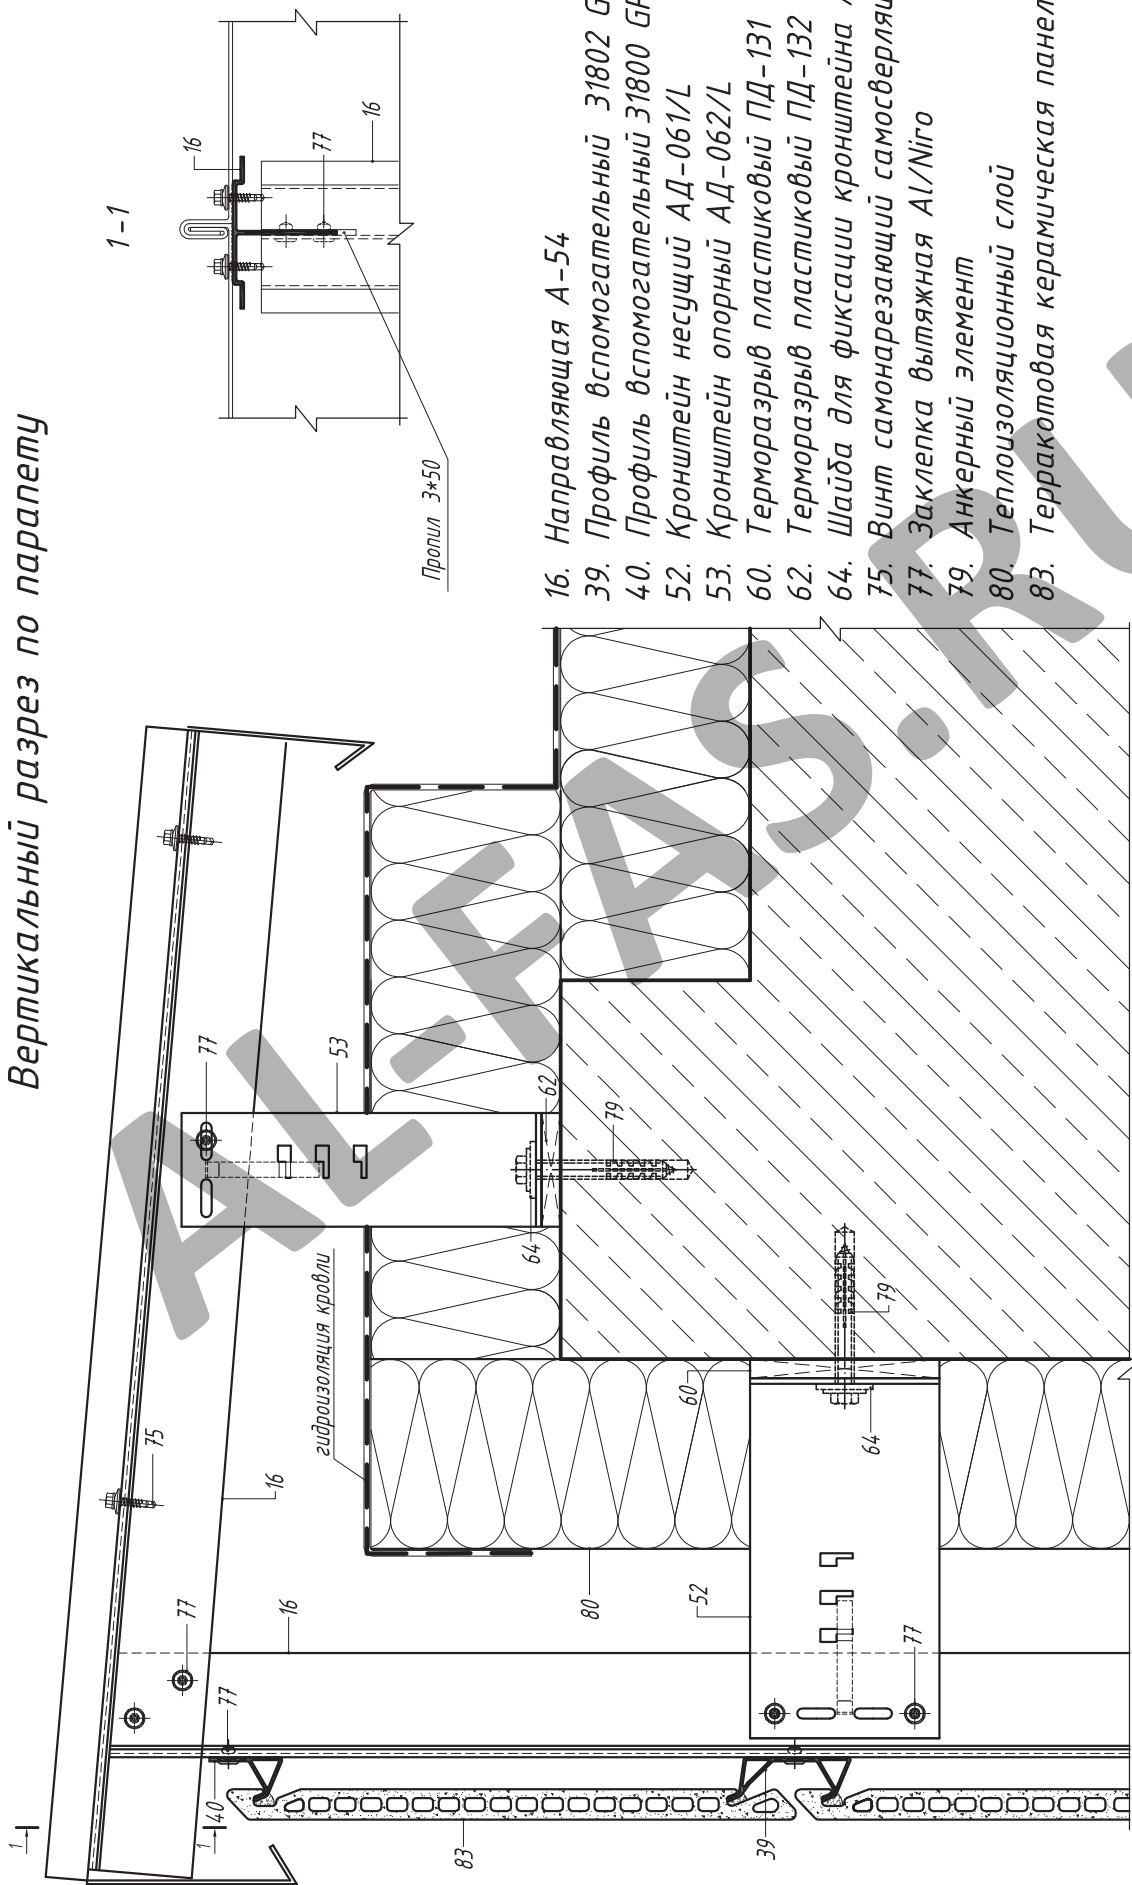 Вертикальный разрез по парапету
1-1
16
77
16
Пропил 3*50
16. Направляющая А-54
39. Профиль вспомогательный 31802
40. Профиль вспомогательный 31800
52. Кронштейн несущий АД-061/L
53. Кронштейн опорный АД-062/L
60. Терморазрыв пластиковый ПД-131
62. Терморазрыв пластиковый ПД-132
64. Шайба для фиксации кронштейна
75. Винт самонарезающий
77. Заклепка вытяжная Al/Niro
79. Анкерный элемент
80. Теплоизоляционный слой
83. Терракотовая керамическая
77
53
62
79
64
гидроизоляция кровли
75
16
60
79
64
77
16
80
52
77
77
1
1
40
83
39
AL-FAS.RU